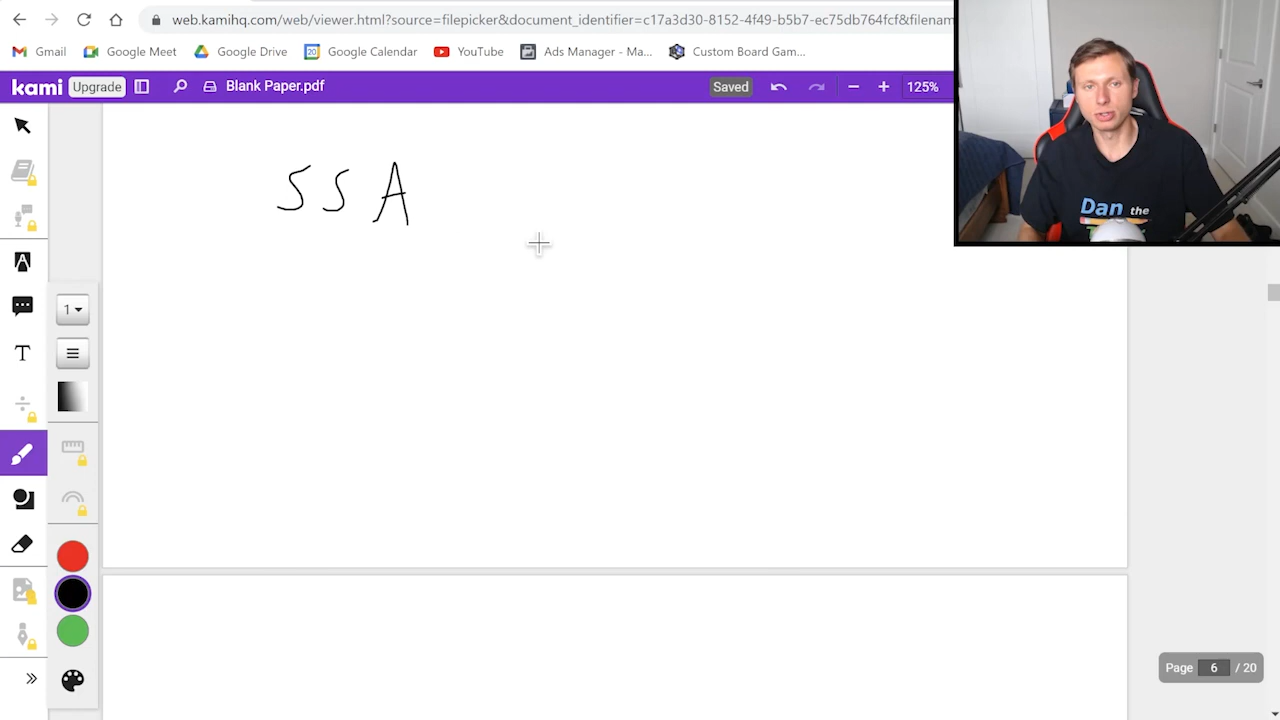 web.kamihq.com/web/viewer.html?source=filepicker&document_identifier=c17a3d30-8152-4f49-b5b7-ec75db764fcf&filenam
Gmail Google Meet Google Drive 20 Google Calendar YouTube Ads Manager - Ma... Custom Board Gam...
kami Upgrade Blank Paper.pdf Saved 125%
SSA
Dan the
T
1
Page 6 / 20